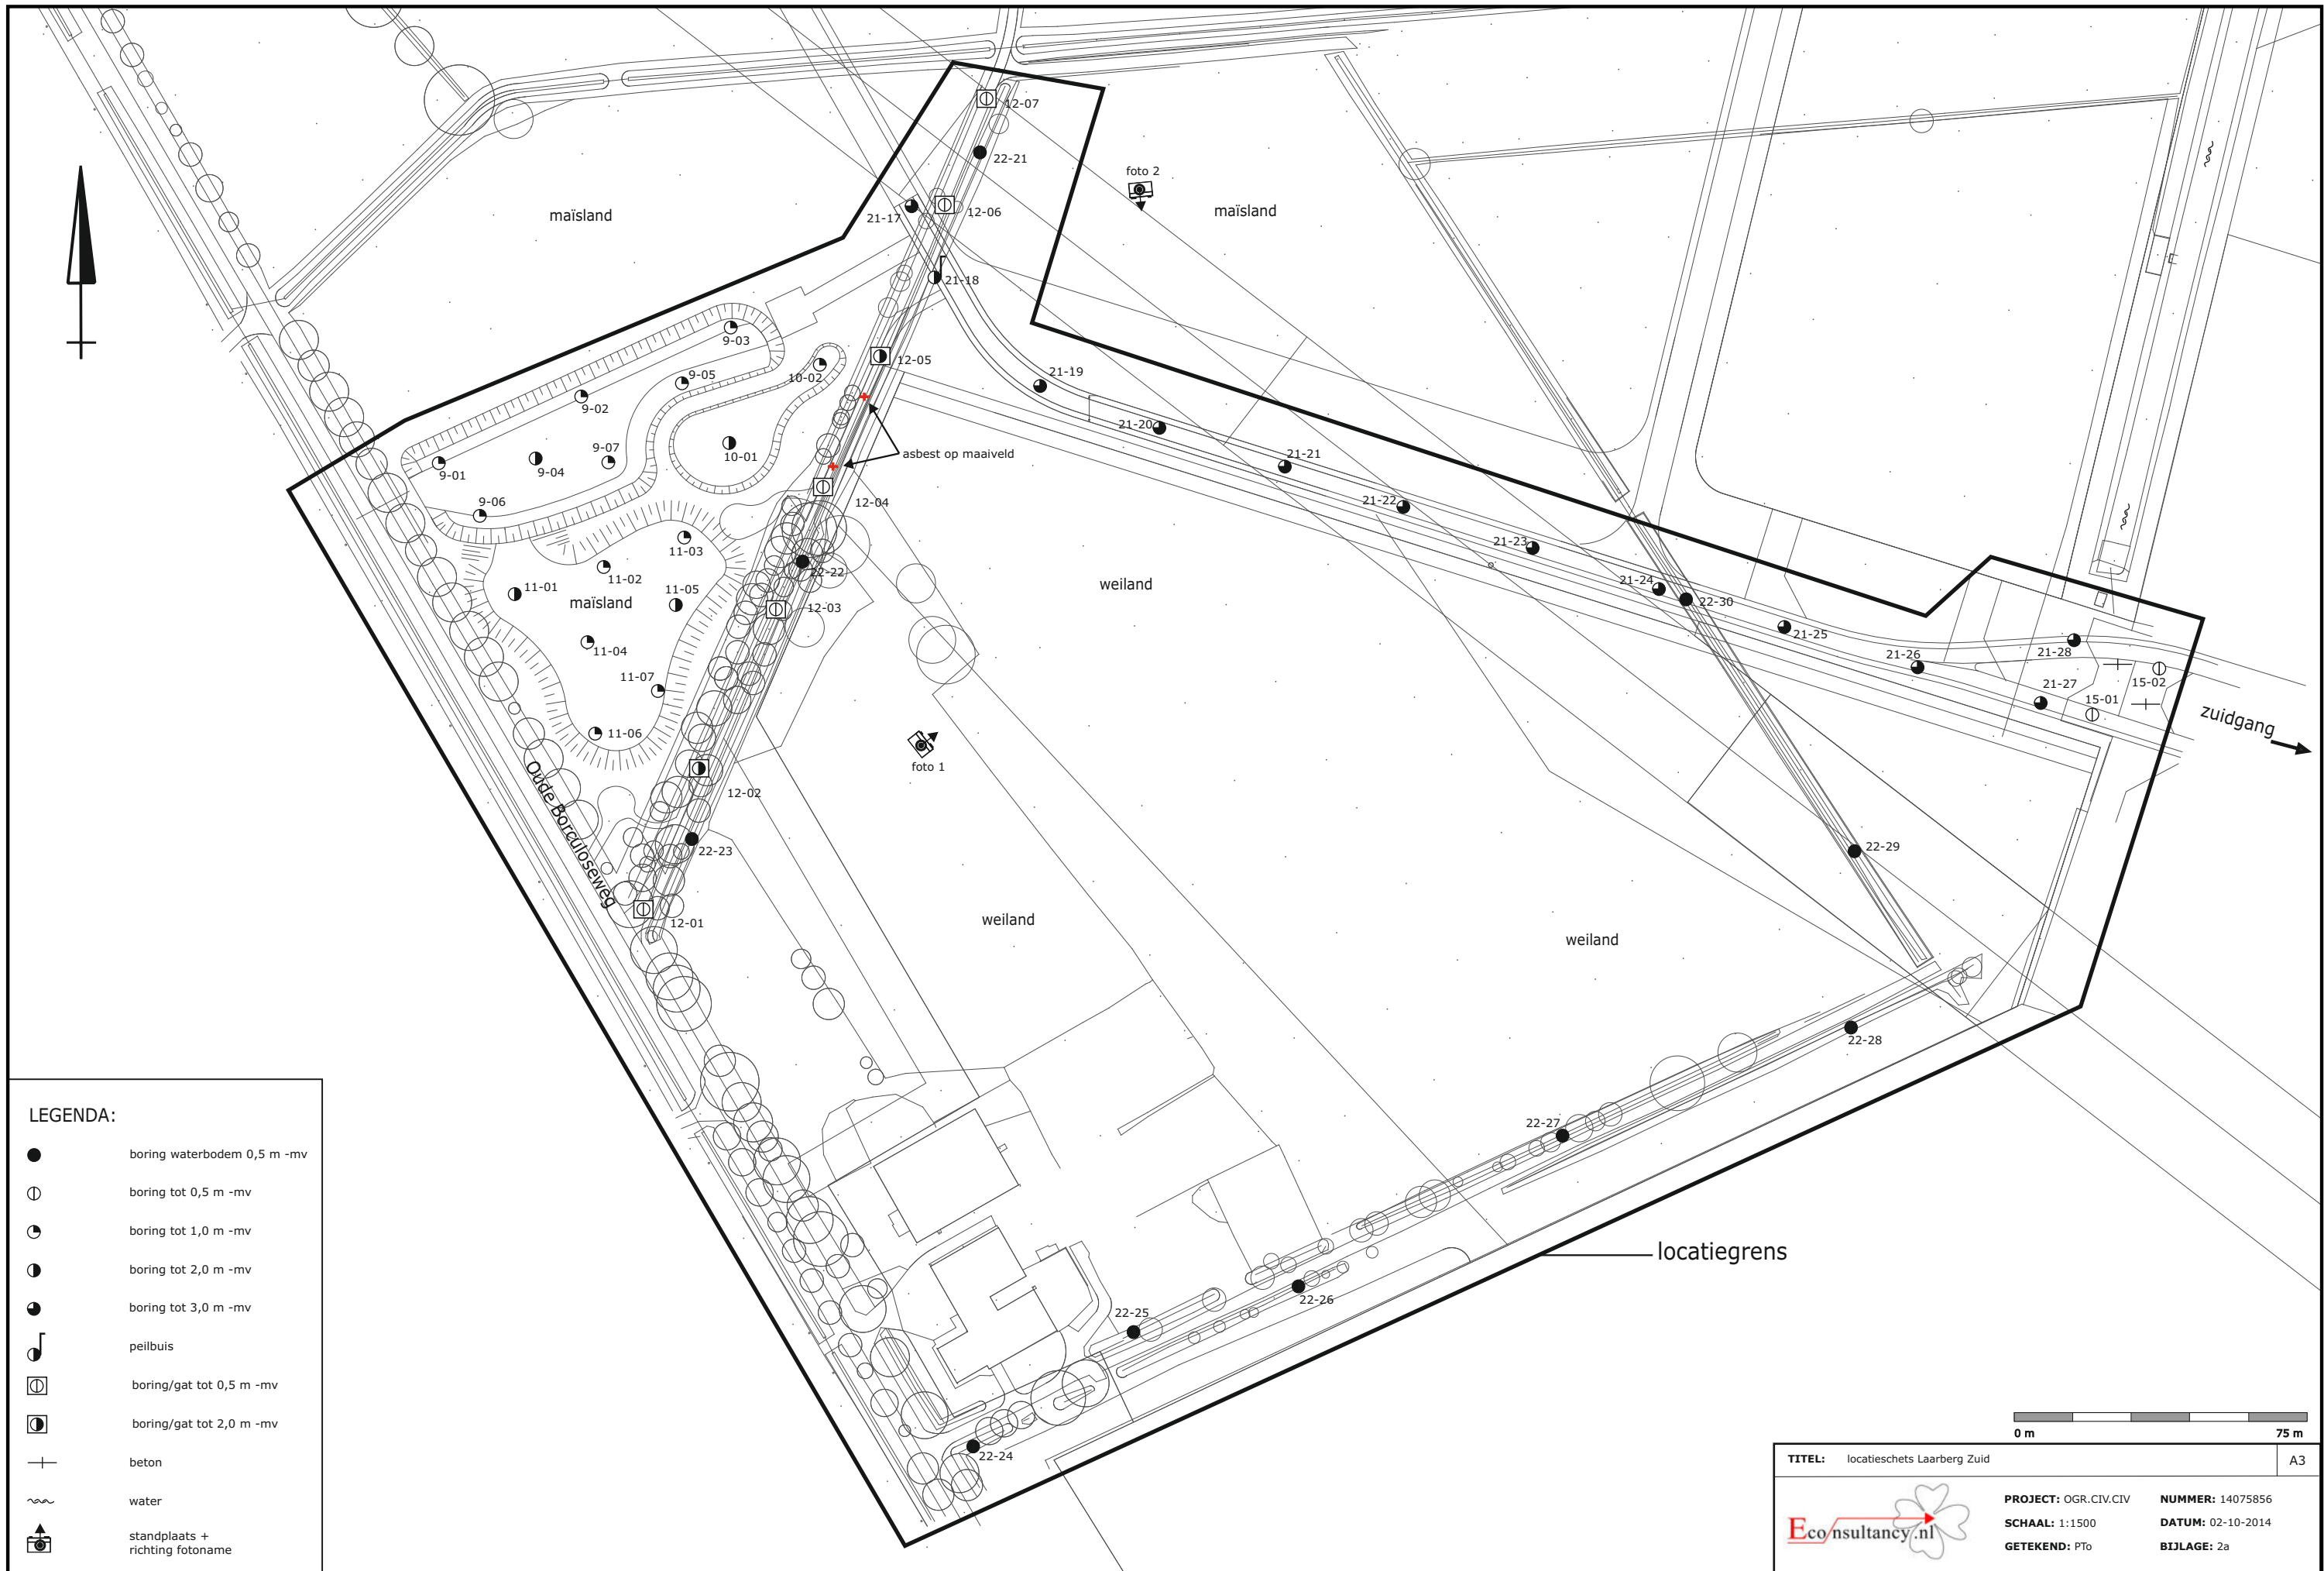 12-07
22-21
foto 2
maïsland
maïsland
21-17
12-06
21-18
9-03
12-05
9-05
10-02
21-19
9-02
21-20
9-07
10-01
asbest op maaiveld
21-21
9-01
9-04
21-22
12-04
9-06
11-03
21-23
22-22
11-02
21-24
weiland
11-01
11-05
maïsland
12-03
22-30
21-25
11-04
21-26
21-28
11-07
21-27
15-02
15-01
zuidgang
11-06
foto 1
12-02
Oude Borculoseweg
22-23
22-29
12-01
weiland
weiland
22-28
22-27
locatiegrens
22-26
22-25
22-24
LEGENDA:
boring waterbodem 0,5 m -mv
boring tot 0,5 m -mv
boring tot 1,0 m -mv
boring tot 2,0 m -mv
boring tot 3,0 m -mv
peilbuis
boring/gat tot 0,5 m -mv
boring/gat tot 2,0 m -mv
beton
water
standplaats +
richting fotoname
0 m 75 m
TITEL: locatieschets Laarberg Zuid A3
Econsultancy.nl
PROJECT: OGR.CIV.CIV NUMMER: 14075856
SCHAAL: 1:1500 DATUM: 02-10-2014
GETEKEND: PTo BIJLAGE: 2a